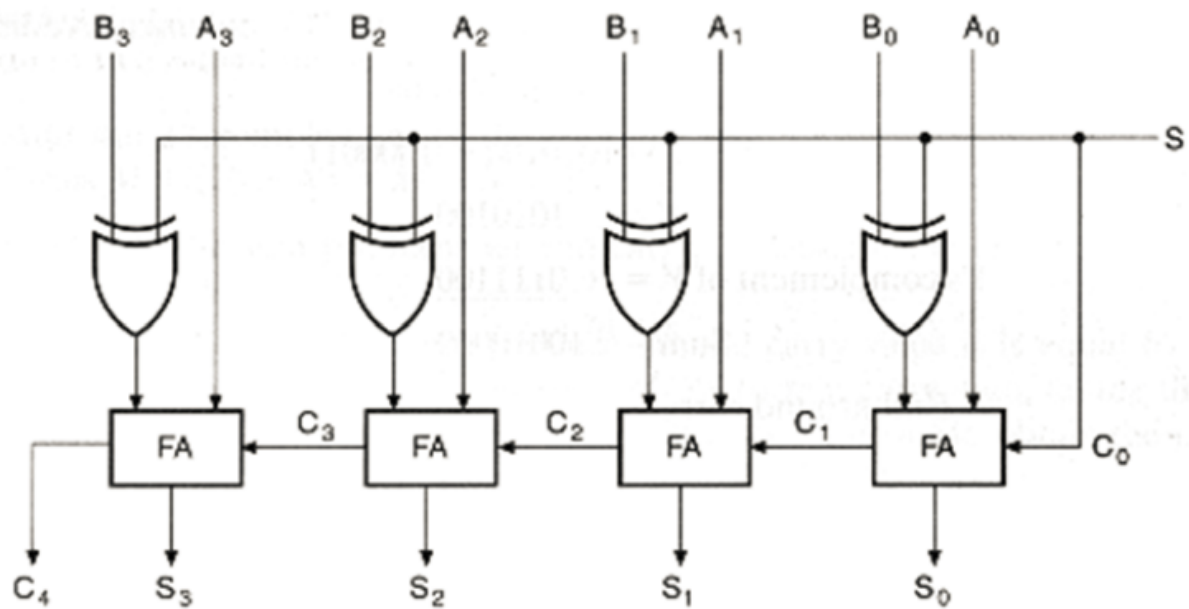 B₃ A₃ B₂ A₂ B₁ A₁ B₀ A₀
S
FA C₃ FA C₂ FA C₁ FA C₀
C₄ S₃ S₂ S₁ S₀